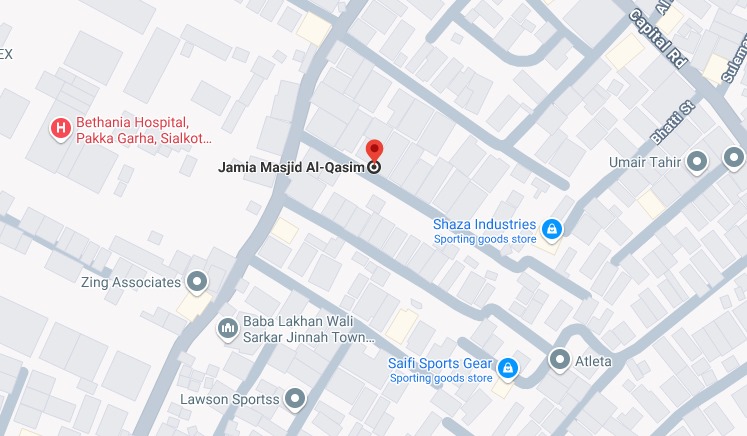 EX
Capital Rd
Al
Sulem
Bhatti St
Bethania Hospital,
Pakka Garha, Sialkot...
Jamia Masjid Al-Qasim
Umair Tahir
Shaza Industries
Sporting goods store
Zing Associates
Baba Lakhan Wali
Sarkar Jinnah Town...
Saifi Sports Gear
Sporting goods store
Atleta
Lawson Sportss